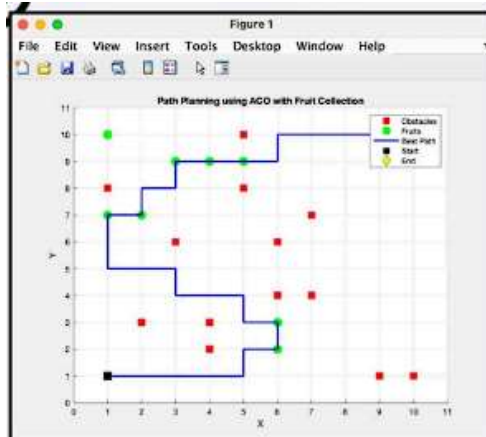 Figure 1
File Edit View Insert Tools Desktop Window Help
Path Planning using ACO with Fruit Collection
Obstacles
Fruits
Best Path
Start
End
11
10
9
8
7
6
5
4
3
2
1
0
Y
0 1 2 3 4 5 6 7 8 9 10 11
X